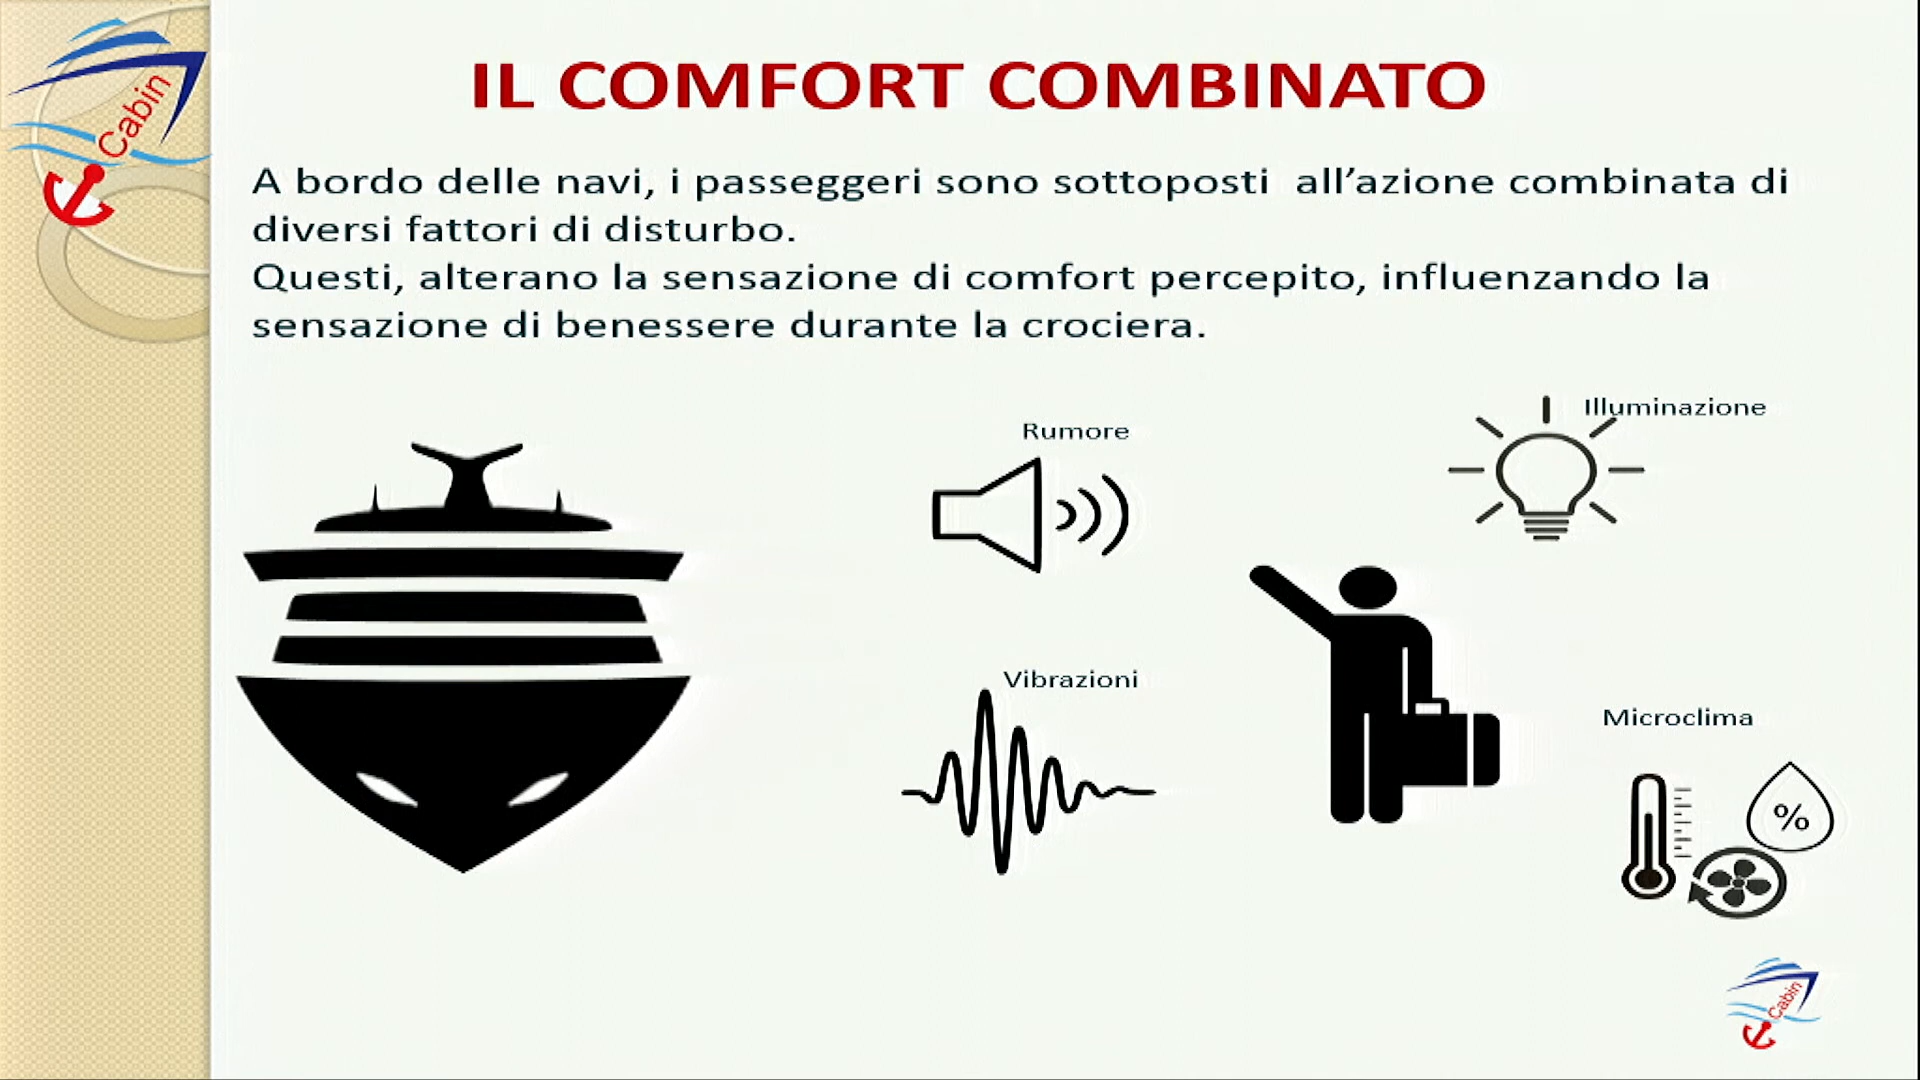 Cabin
IL COMFORT COMBINATO
A bordo delle navi, i passeggeri sono sottoposti all’azione combinata di
diversi fattori di disturbo.
Questi, alterano la sensazione di comfort percepito, influenzando la
sensazione di benessere durante la crociera.
Illuminazione
Rumore
Vibrazioni
Microclima
%
Cabin